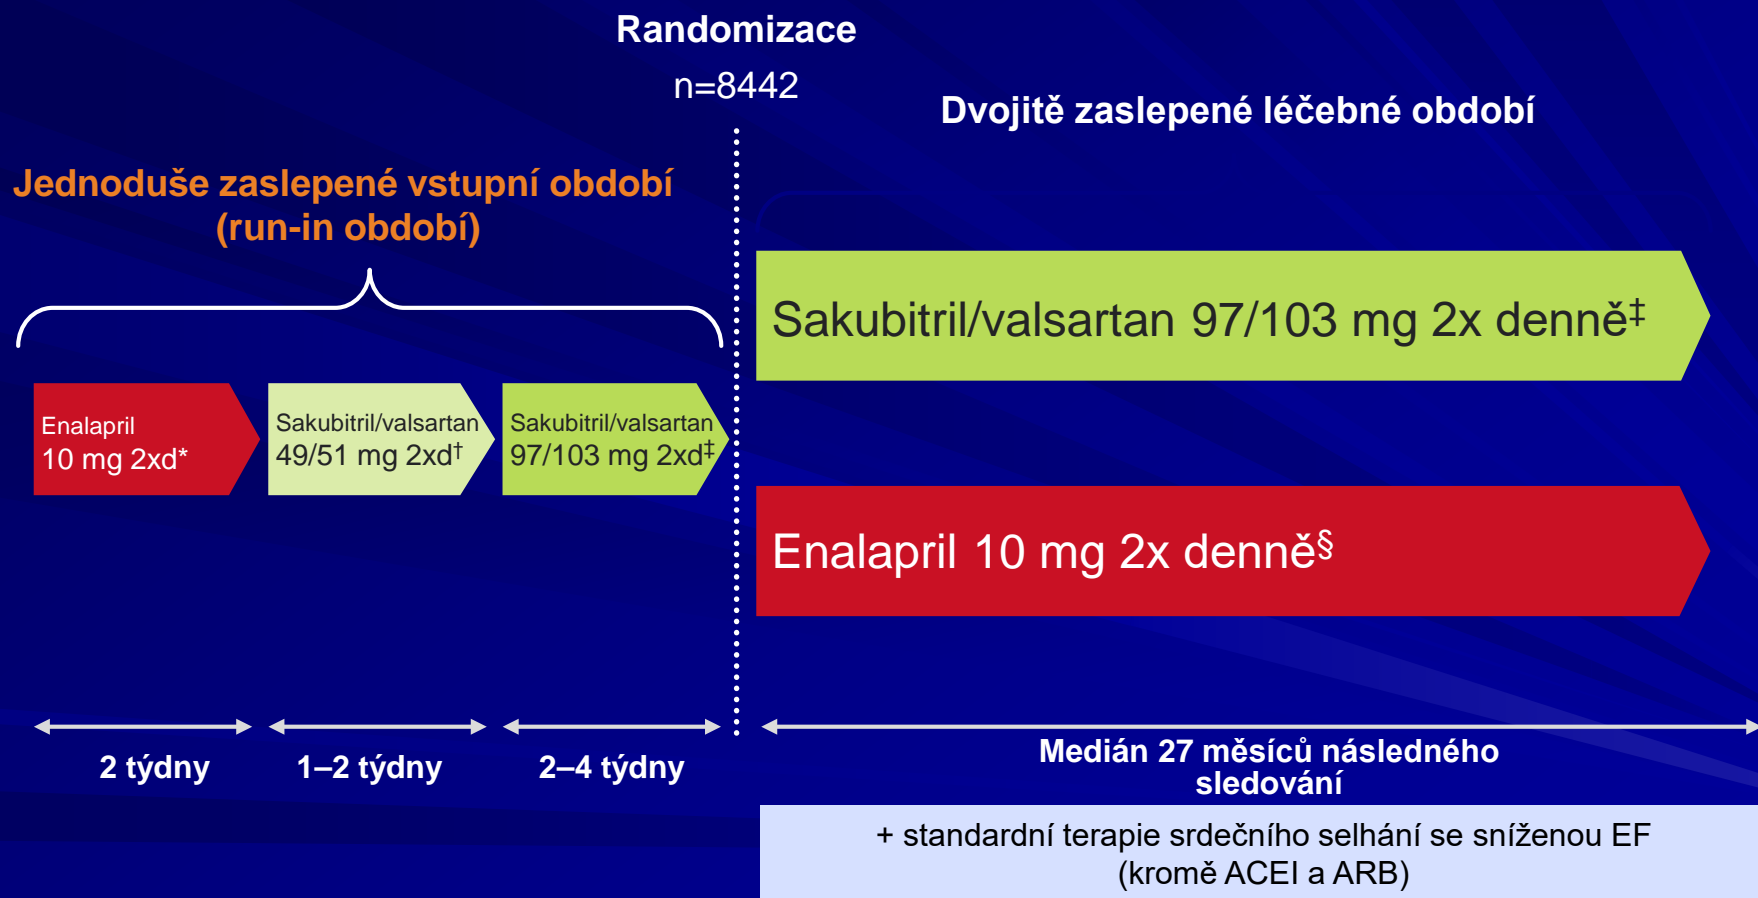 Randomizace
n=8442
Dvojitě zaslepené léčebné období
Jednoduše zaslepené vstupní období
(run-in období)
Sakubitril/valsartan 97/103 mg 2x denně‡
Enalapril
10 mg 2xd*
Sakubitril/valsartan
49/51 mg 2xd†
Sakubitril/valsartan
97/103 mg 2xd‡
Enalapril 10 mg 2x denně§
2 týdny
1–2 týdny
2–4 týdny
Medián 27 měsíců následného
sledování
+ standardní terapie srdečního selhání se sníženou EF
(kromě ACEI a ARB)